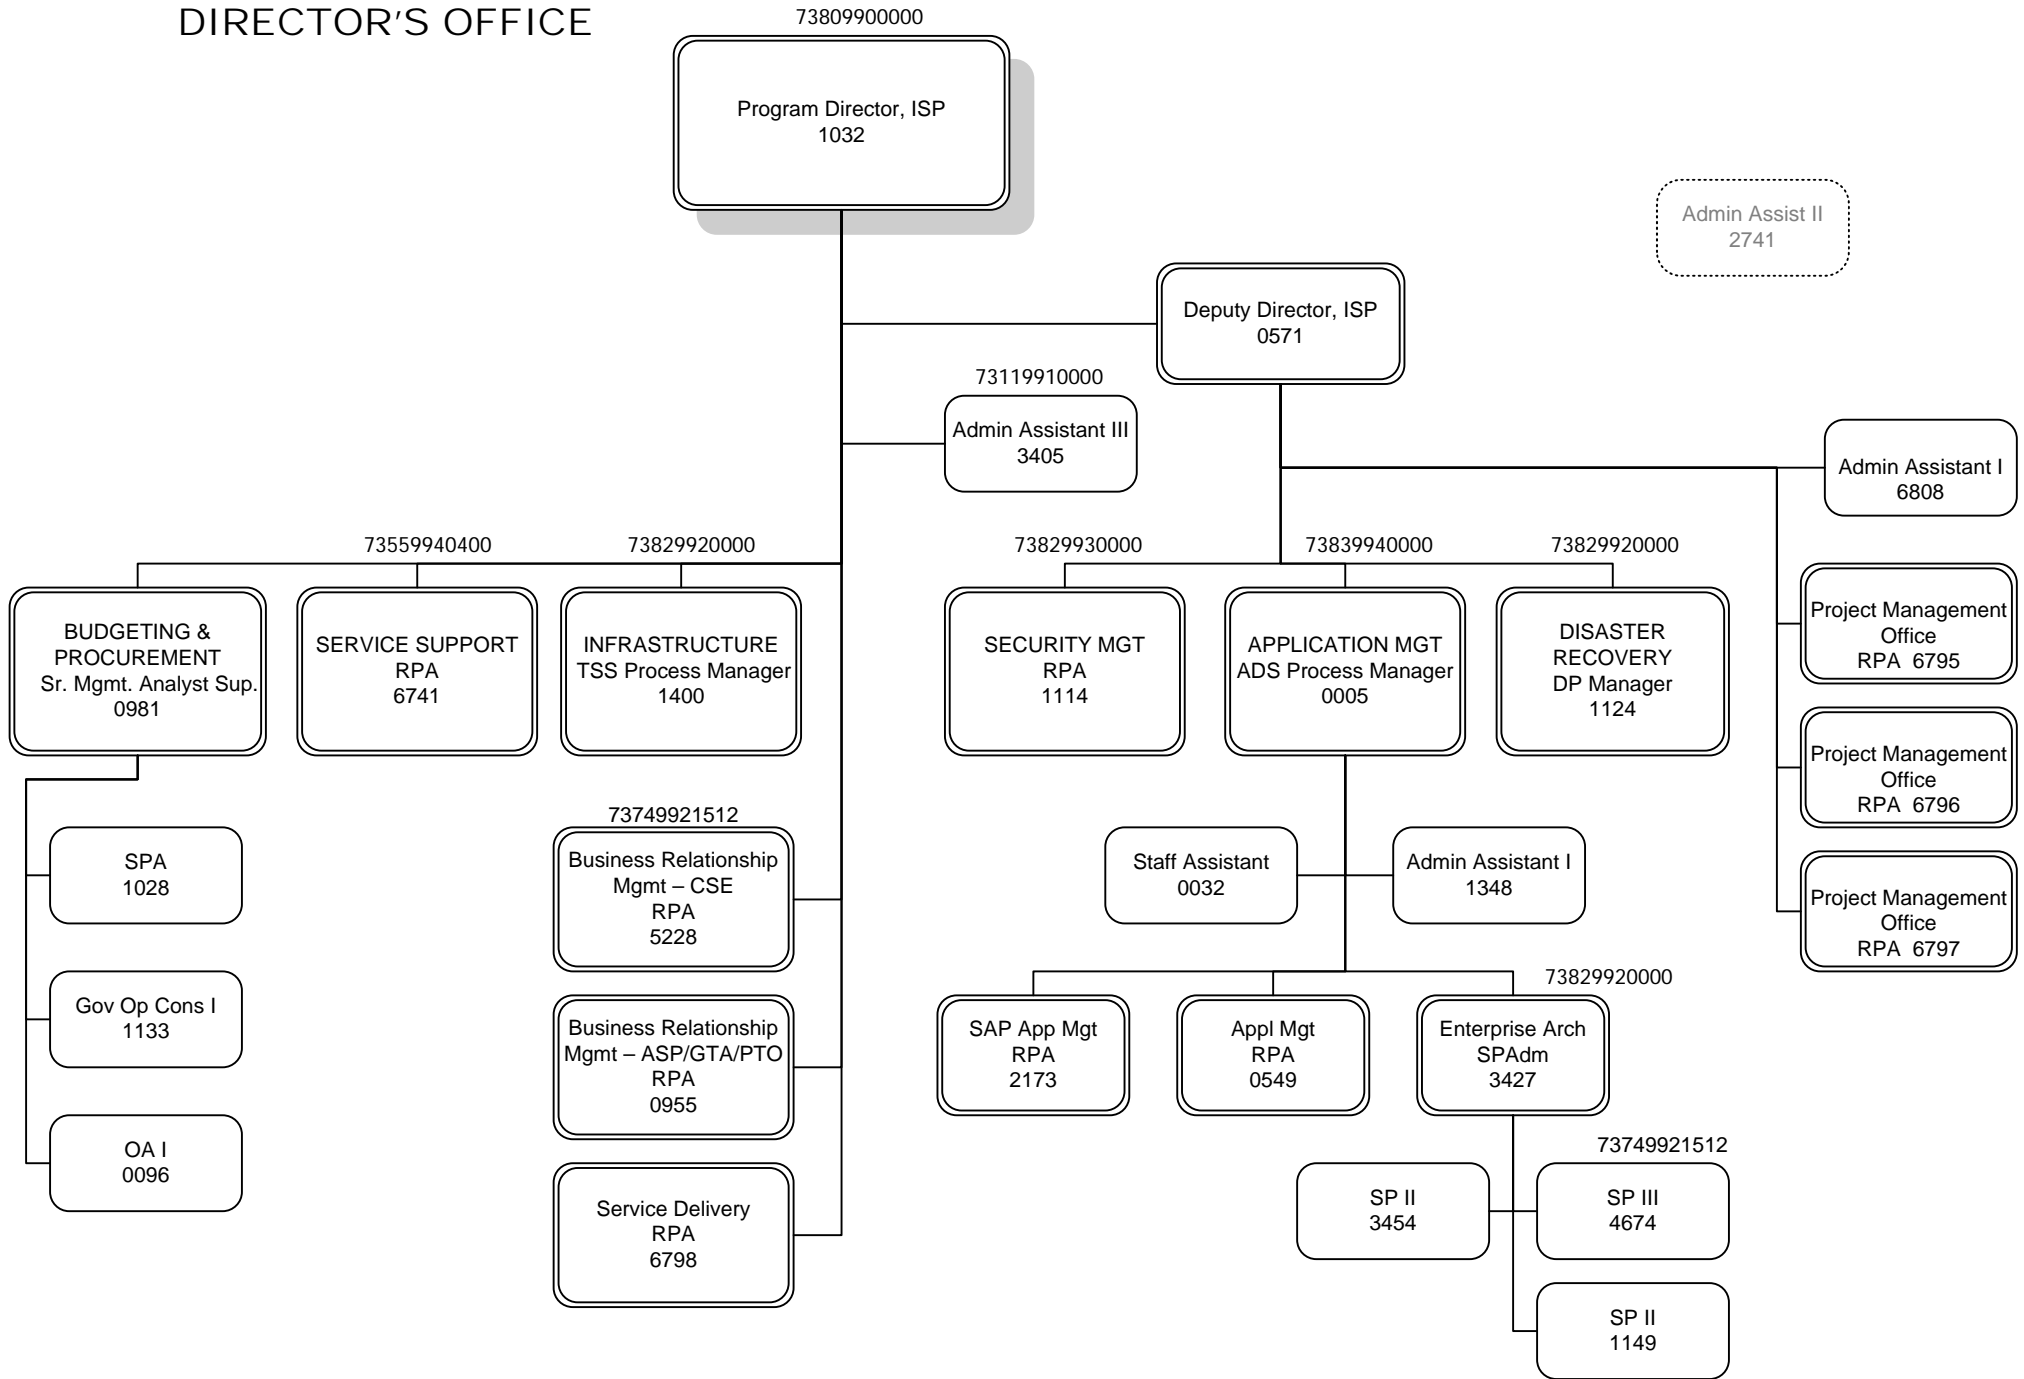 DIRECTOR'S OFFICE
73809900000
Program Director, ISP
1032
Admin Assist II
2741
Deputy Director, ISP
0571
73119910000
Admin Assistant III
3405
Admin Assistant I
6808
73559940400
73829920000
73829930000
73839940000
73829920000
BUDGETING &
PROCUREMENT
Sr. Mgmt. Analyst Sup.
0981
SERVICE SUPPORT
RPA
6741
INFRASTRUCTURE
TSS Process Manager
1400
SECURITY MGT
RPA
1114
APPLICATION MGT
ADS Process Manager
0005
DISASTER
RECOVERY
DP Manager
1124
Project Management
Office
RPA 6795
Project Management
Office
RPA 6796
Project Management
Office
RPA 6797
SPA
1028
Gov Op Cons I
1133
OA I
0096
73749921512
Business Relationship
Mgmt – CSE
RPA
5228
Business Relationship
Mgmt – ASP/GTA/PTO
RPA
0955
Service Delivery
RPA
6798
Staff Assistant
0032
Admin Assistant I
1348
73829920000
SAP App Mgt
RPA
2173
Appl Mgt
RPA
0549
Enterprise Arch
SPAdm
3427
73749921512
SP II
3454
SP III
4674
SP II
1149